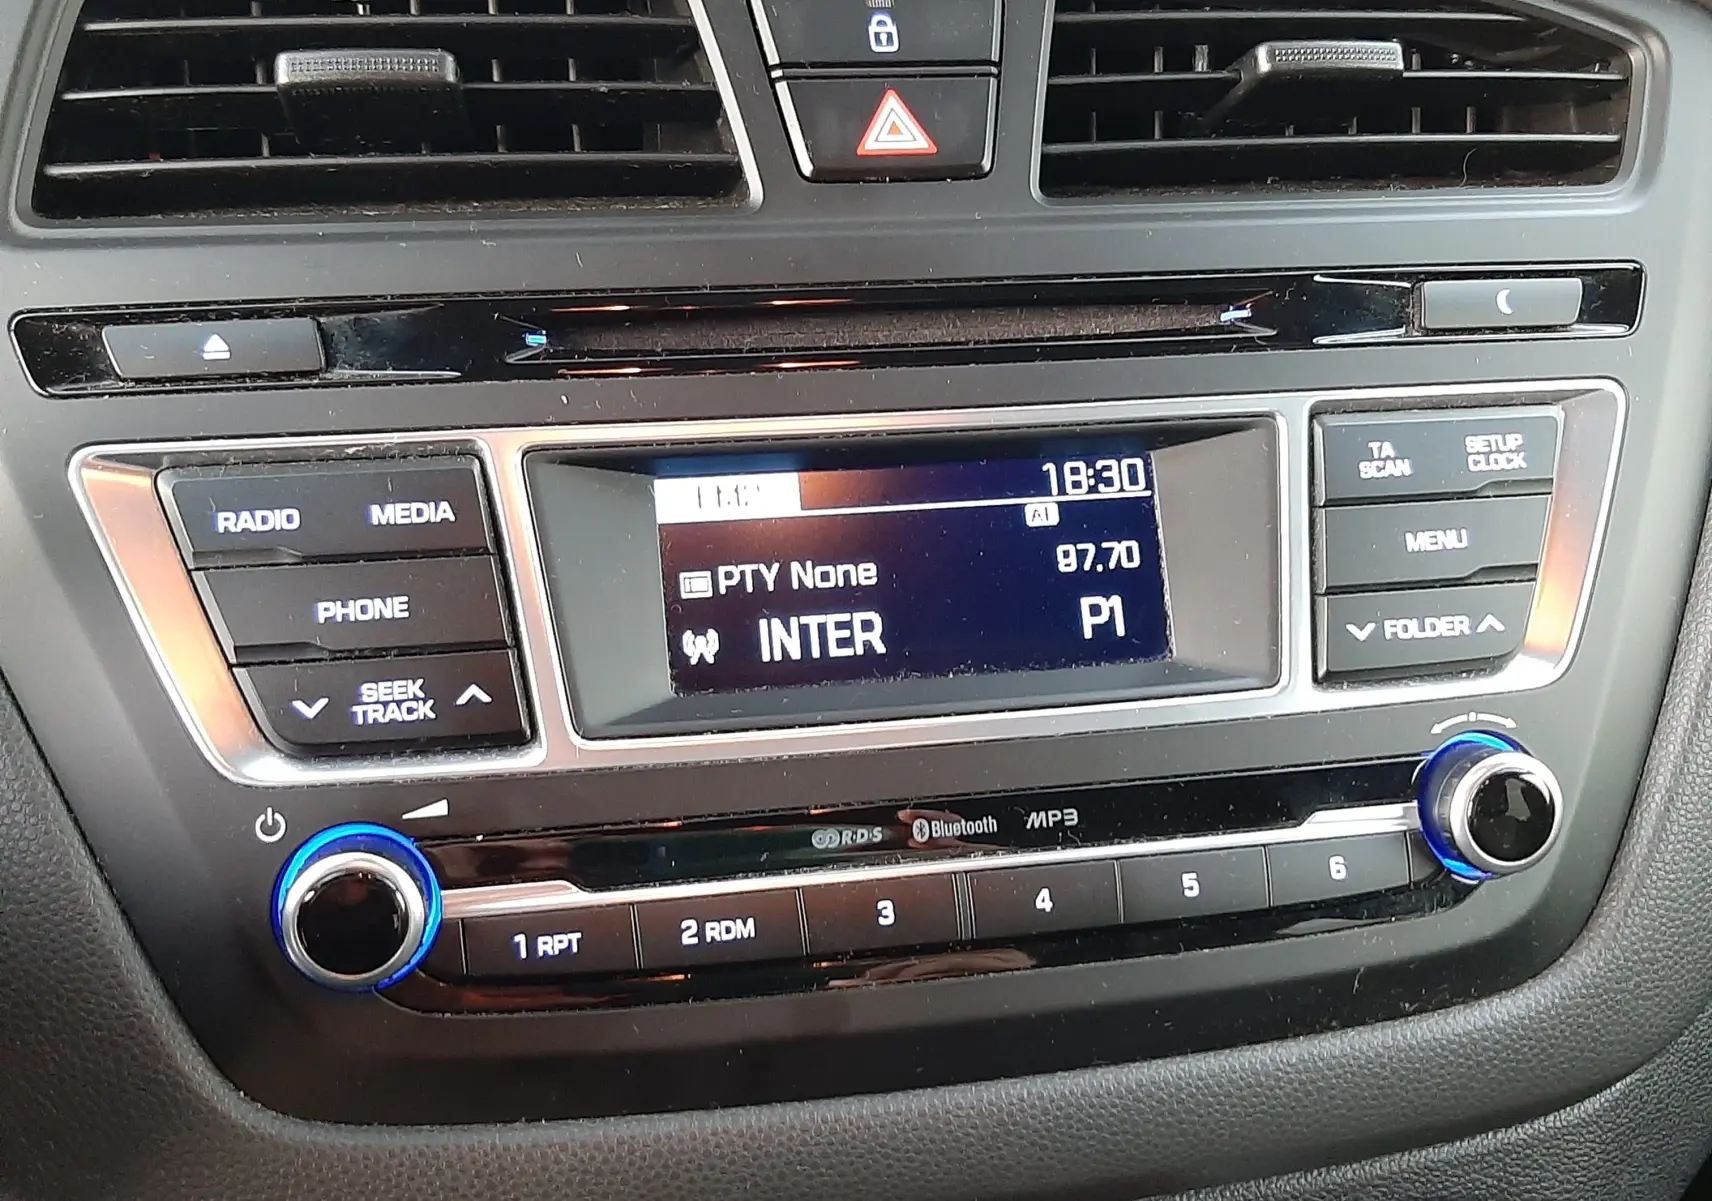 18:30
AF
PTY None 97.70
INTER P1
RADIO MEDIA
PHONE
SEEK
TRACK
TA
SCAN
SETUP
CLOCK
MENU
FOLDER
R·D·S Bluetooth MP3
1 RPT 2 RDM 3 4 5 6